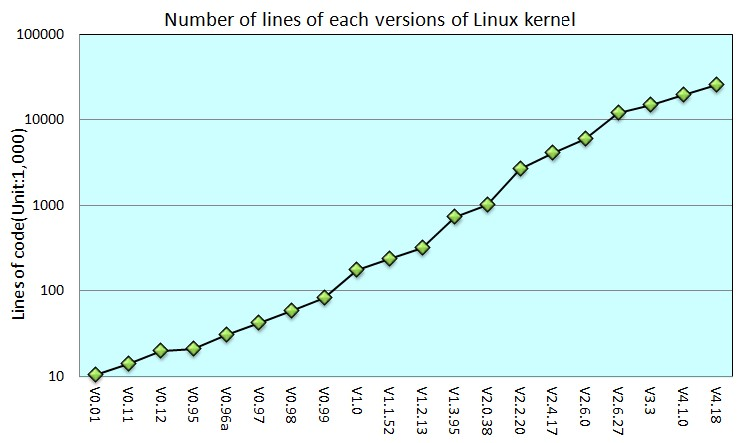 Number of lines of each versions of Linux kernel
Lines of code(Unit:1,000)
100000
10000
1000
100
10
V0.01
V0.11
V0.12
V0.95
V0.96a
V0.97
V0.98
V0.99
V1.0
V1.1.52
V1.2.13
V1.3.95
V2.0.38
V2.2.20
V2.4.17
V2.6.0
V2.6.27
V3.3
V4.1.0
V4.18